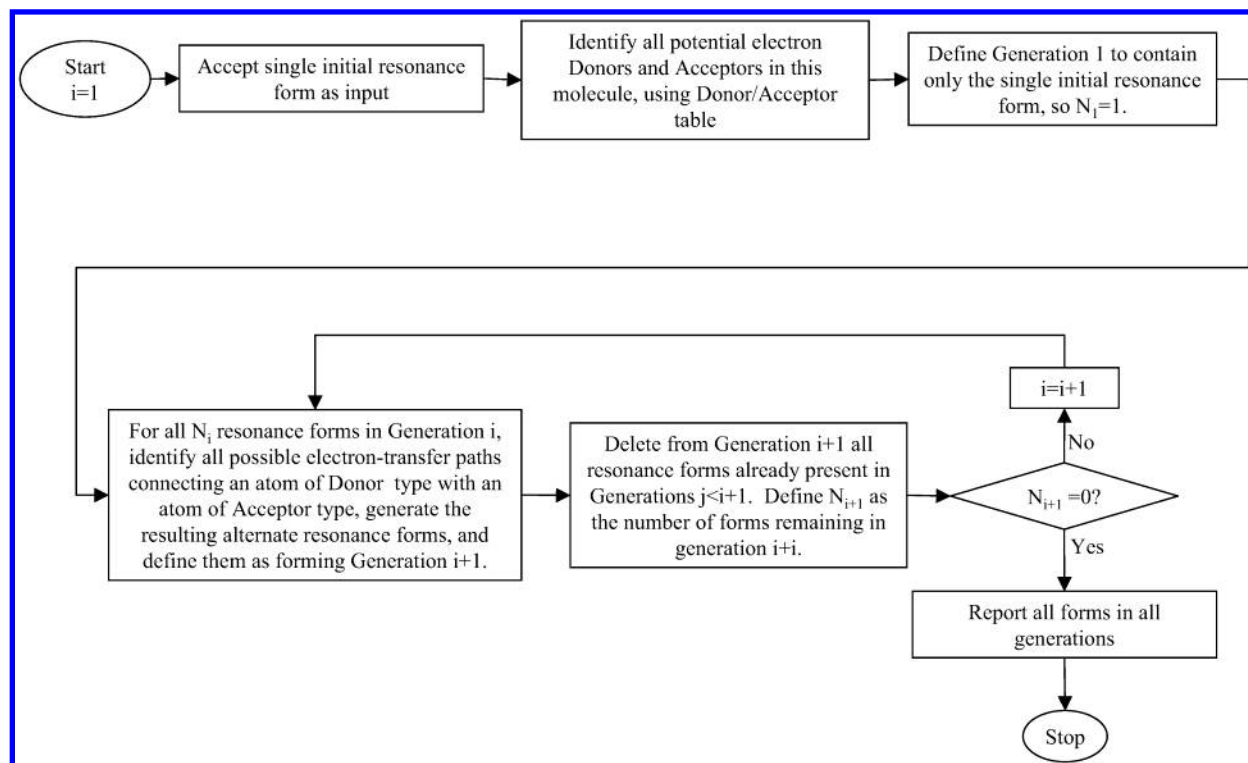 Start
i=1
Accept single initial resonance
form as input
Identify all potential electron
Donors and Acceptors in this
molecule, using Donor/Acceptor
table
Define Generation 1 to contain
only the single initial resonance
form, so N₁=1.
For all Nᵢ resonance forms in Generation i,
identify all possible electron-transfer paths
connecting an atom of Donor type with an
atom of Acceptor type, generate the
resulting alternate resonance forms, and
define them as forming Generation i+1.
Delete from Generation i+1 all
resonance forms already present in
Generations j<i+1. Define Nᵢ₊₁ as
the number of forms remaining in
generation i+i.
i=i+1
No
Nᵢ₊₁ =0?
Yes
Report all forms in all
generations
Stop